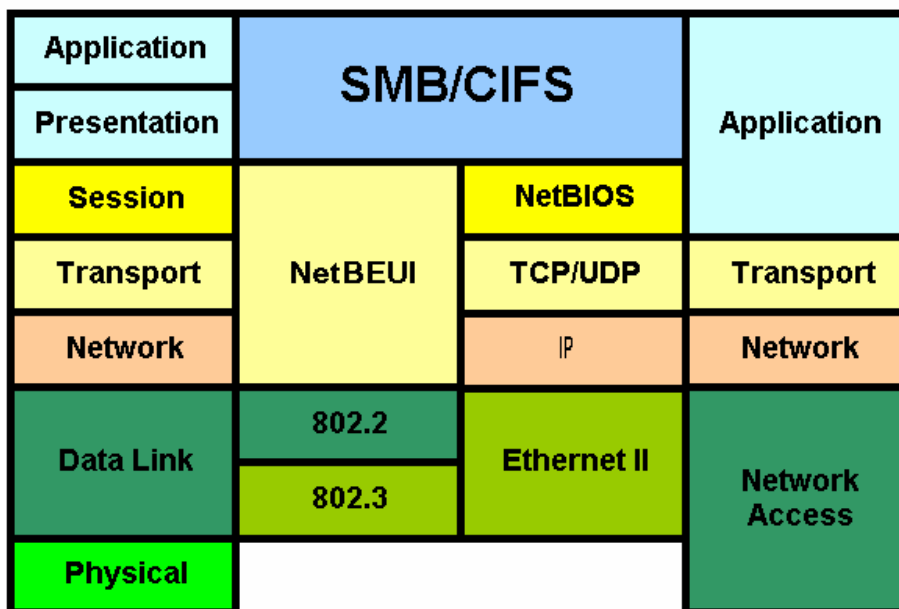 Application
SMB/CIFS
Presentation
Application
Session
NetBIOS
Transport
NetBEUI
TCP/UDP
Transport
Network
IP
Network
802.2
Data Link
Ethernet II
802.3
Network
Access
Physical